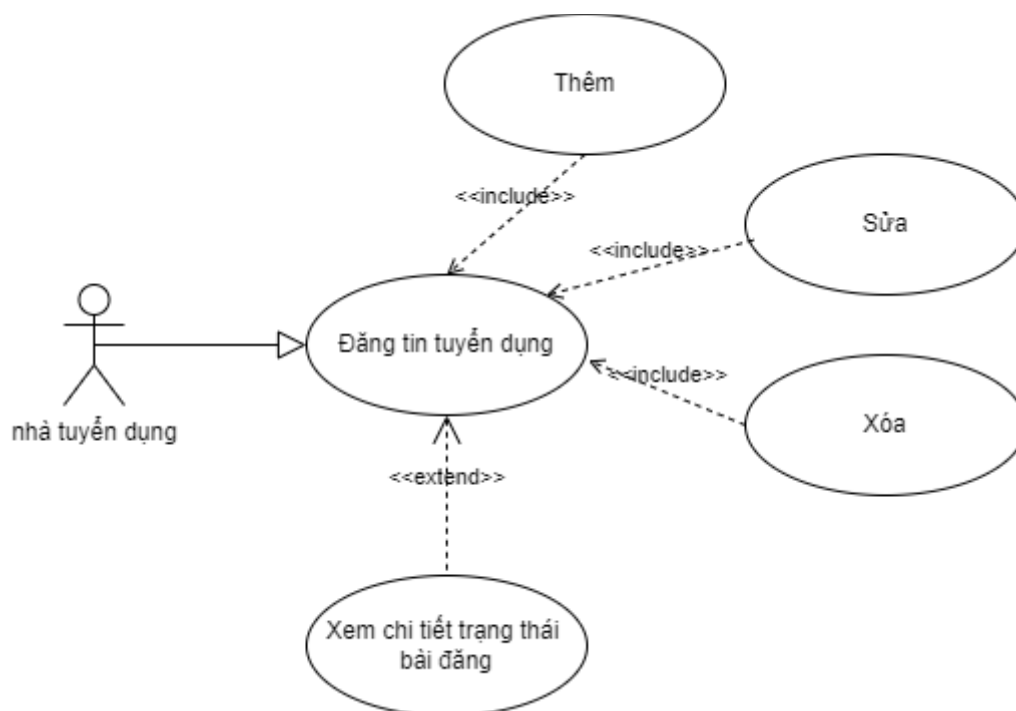 Thêm
<<include>>
Sửa
<<include>>
Đăng tin tuyển dụng
<<include>>
Xóa
nhà tuyển dụng
<<extend>>
Xem chi tiết trạng thái
bài đăng